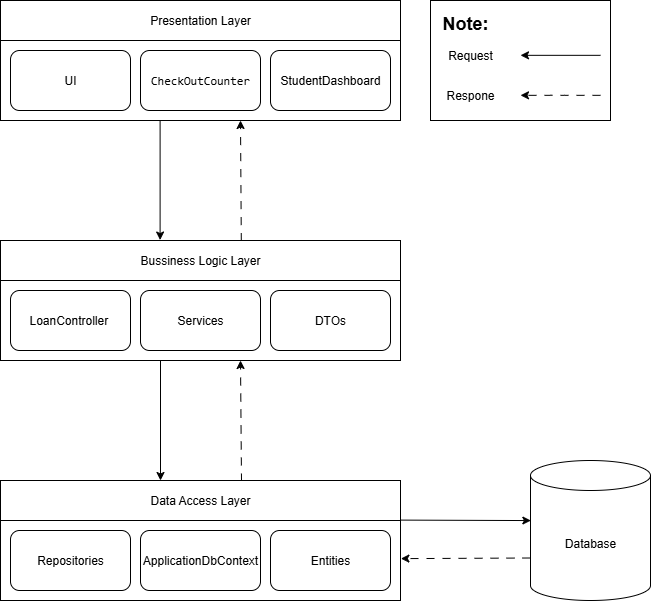 Presentation Layer
UI
CheckOutCounter
StudentDashboard
Note:
Request
Respone
Bussiness Logic Layer
LoanController
Services
DTOs
Data Access Layer
Repositories
ApplicationDbContext
Entities
Database